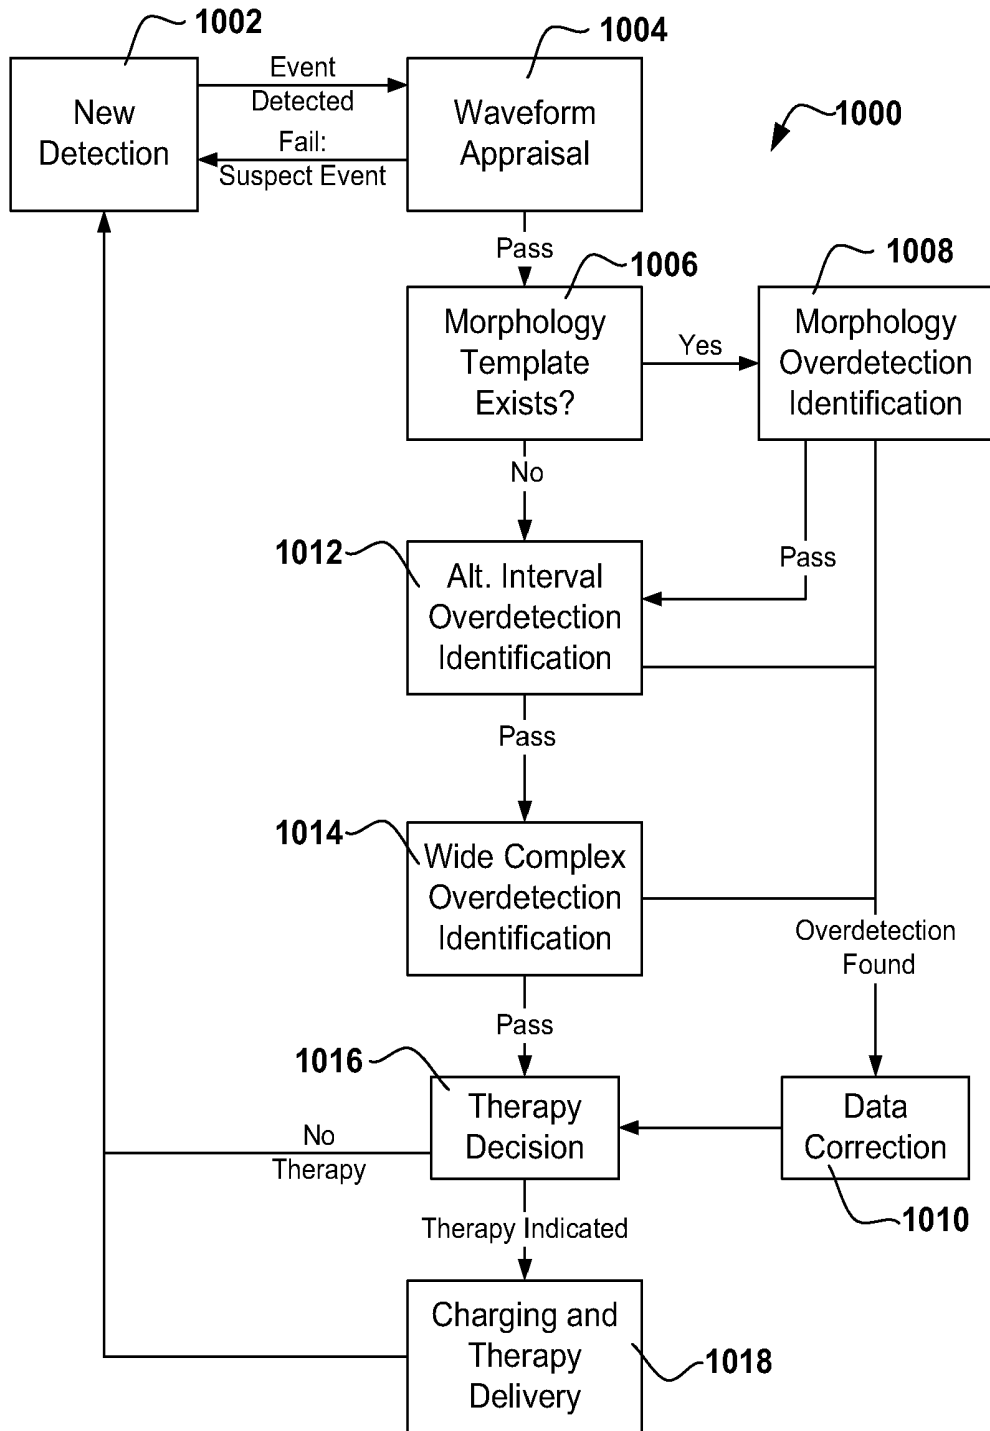 1002
1004
1000
New
Detection
Event
Detected
Fail:
Suspect Event
Waveform
Appraisal
Pass
1006
1008
Morphology
Template
Exists?
Yes
Morphology
Overdetection
Identification
No
Pass
1012
Alt. Interval
Overdetection
Identification
Pass
1014
Wide Complex
Overdetection
Identification
Overdetection
Found
Pass
1016
Therapy
Decision
Data
Correction
No
Therapy
1010
Therapy Indicated
Charging and
Therapy
Delivery
1018